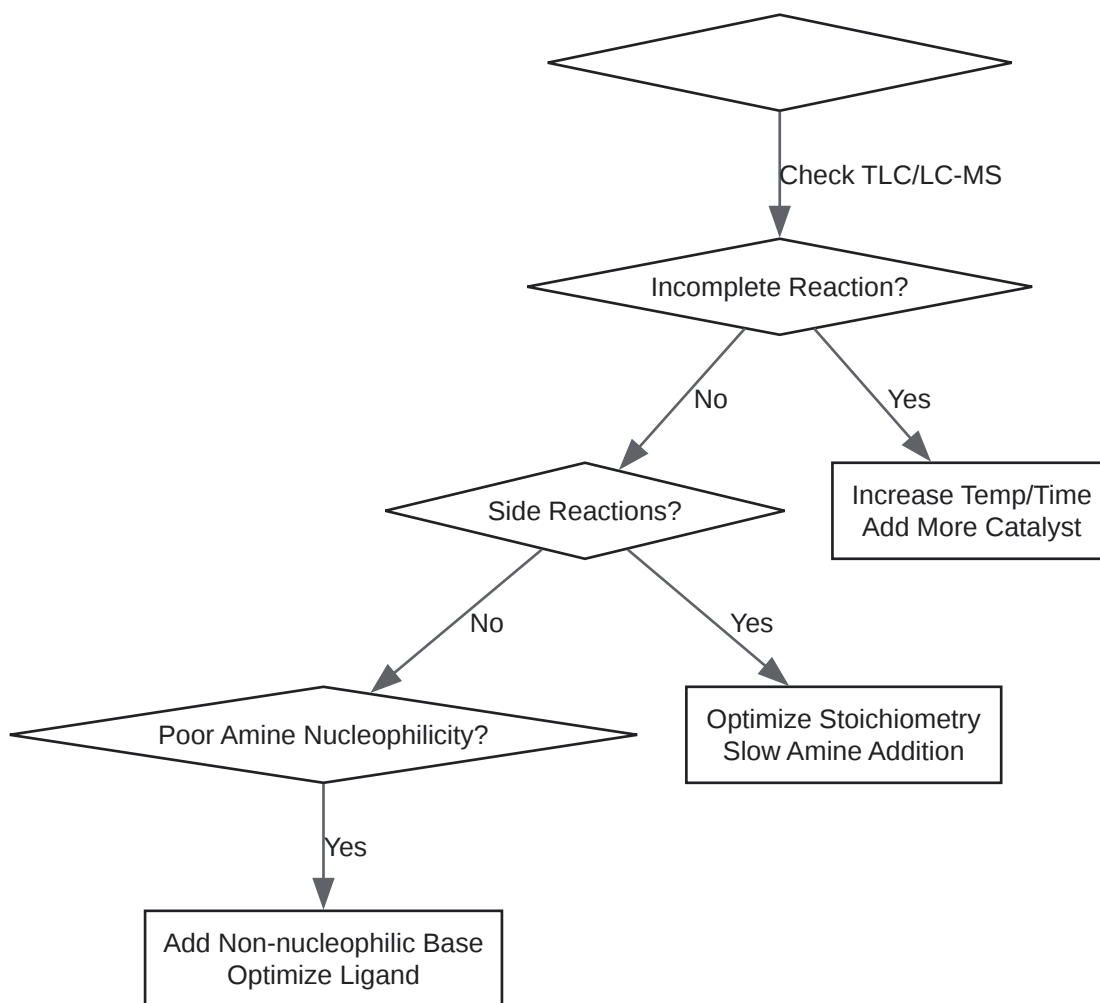 Check TLC/LC-MS
Incomplete Reaction?
No
Yes
Side Reactions?
Increase Temp/Time
Add More Catalyst
No
Yes
Poor Amine Nucleophilicity?
Optimize Stoichiometry
Slow Amine Addition
Yes
Add Non-nucleophilic Base
Optimize Ligand